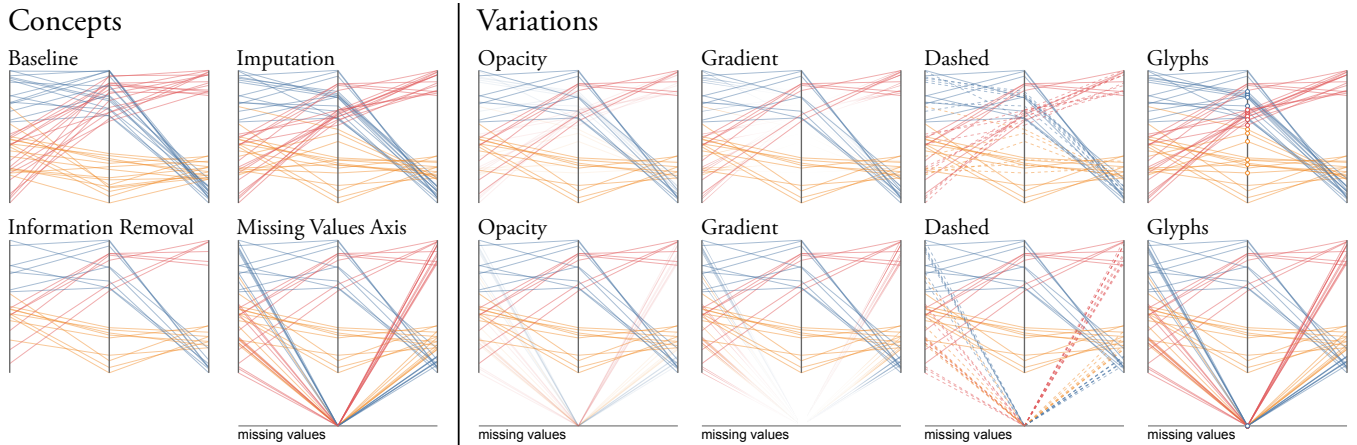 Concepts
Variations
Baseline
Imputation
Opacity
Gradient
Dashed
Glyphs
Information Removal
Missing Values Axis
Opacity
Gradient
Dashed
Glyphs
missing values
missing values
missing values
missing values
missing values